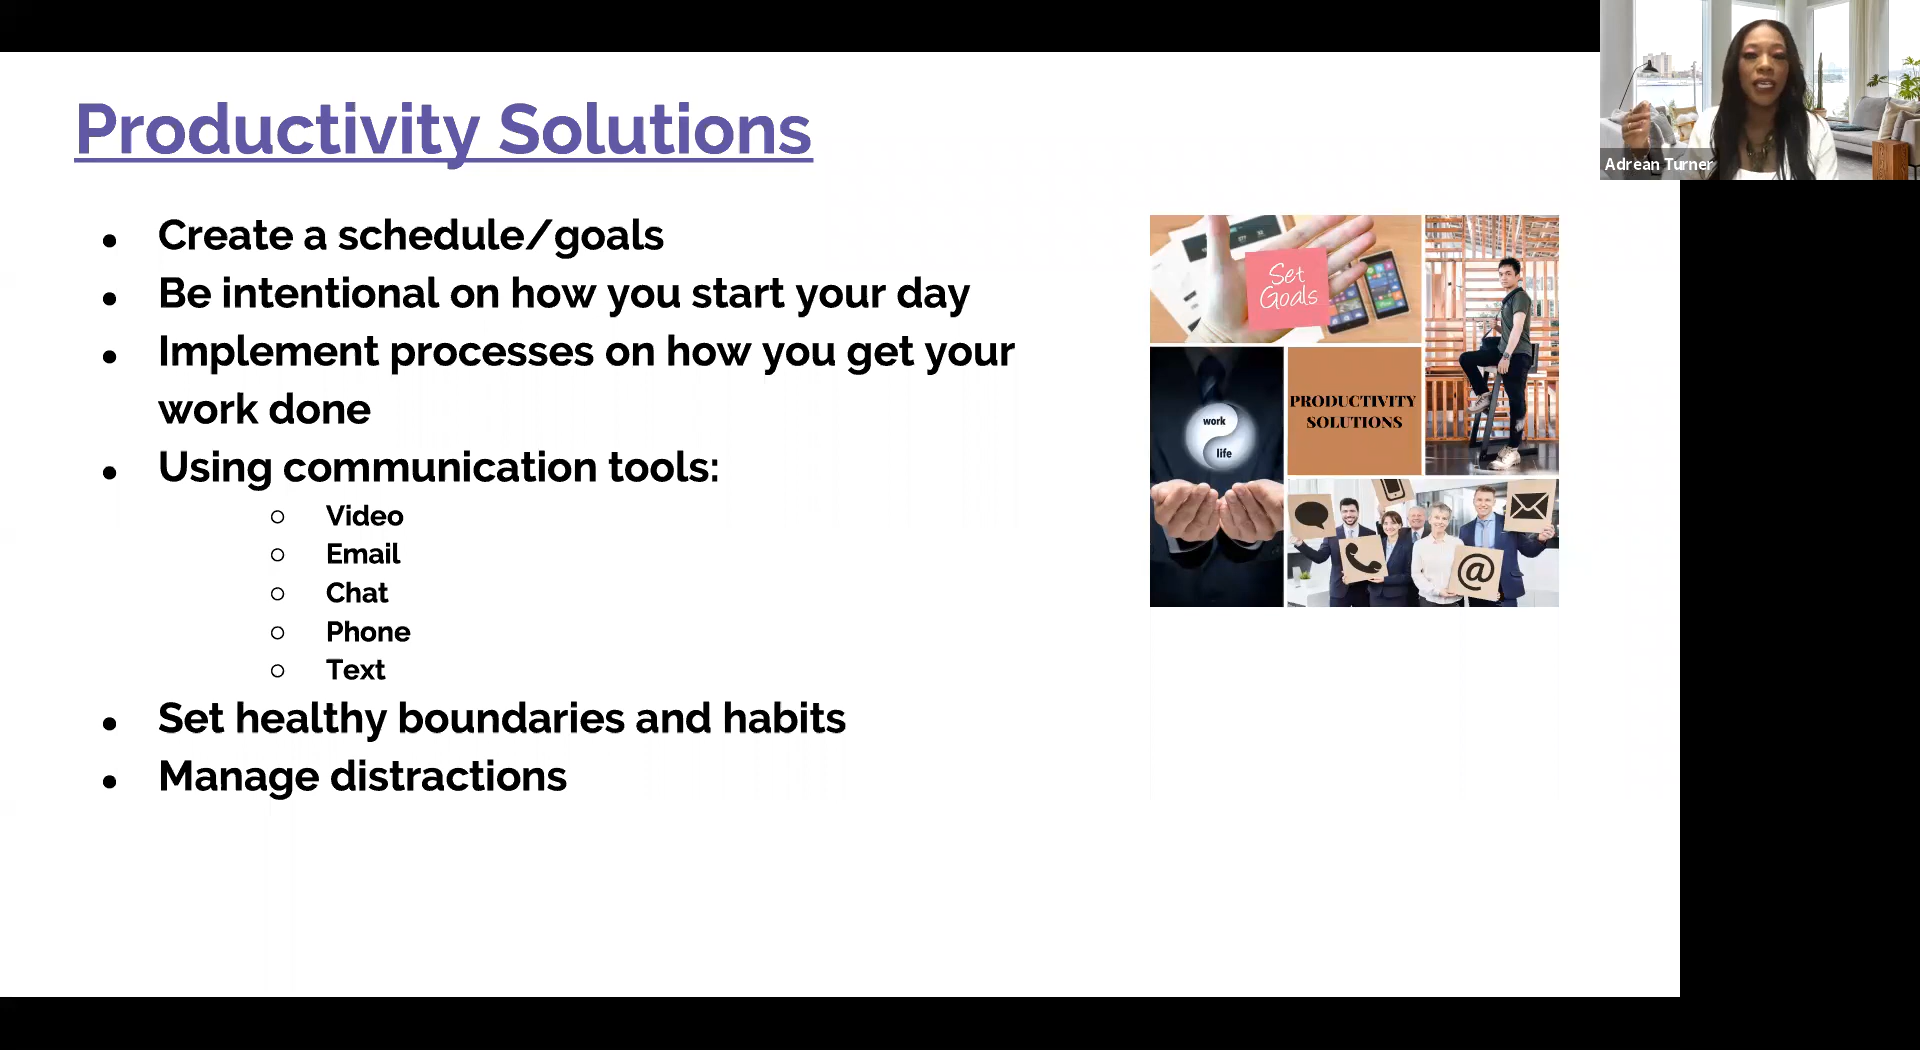 Productivity Solutions
● Create a schedule/goals
● Be intentional on how you start your day
● Implement processes on how you get your
work done
● Using communication tools:
○ Video
○ Email
○ Chat
○ Phone
○ Text
● Set healthy boundaries and habits
● Manage distractions
Set
Goals
work
life
PRODUCTIVITY
SOLUTIONS
@
Adrean Turner